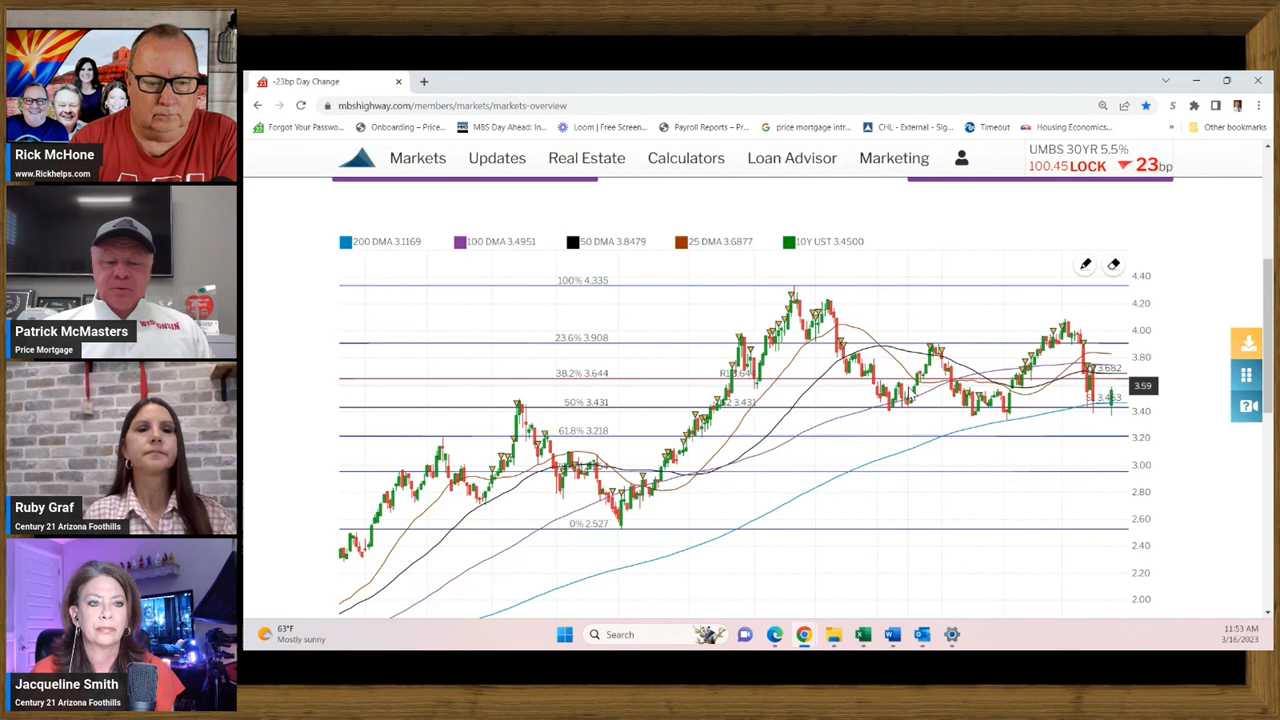 Rick McHone
www.Rickhelps.com
WISCONSIN
Patrick McMasters
Price Mortgage
Ruby Graf
Century 21 Arizona Foothills
Jacqueline Smith
Century 21 Arizona Foothills
-23bp Day Change
mbshighway.com/members/markets/markets-overview
Forgot Your Passwo...
Onboarding – Price...
MBS Day Ahead: In...
Loom | Free Screen...
Payroll Reports – Pr...
price mortgage intr...
CHL - External - Sig...
Timeout
Housing Economics...
»
Other bookmarks
Markets
Updates
Real Estate
Calculators
Loan Advisor
Marketing
UMBS 30YR 5.5%
100.45 LOCK 23bp
200 DMA 3.1169
100 DMA 3.4951
50 DMA 3.8479
25 DMA 3.6877
10Y UST 3.4500
100% 4.335
23.6% 3.908
38.2% 3.644
50% 3.431
61.8% 3.218
0% 2.527
3.682
4.40
4.20
4.00
3.80
3.59
3.40
3.20
3.00
2.80
2.60
2.40
2.20
2.00
63°F
Mostly sunny
Search
11:53 AM
3/16/2023